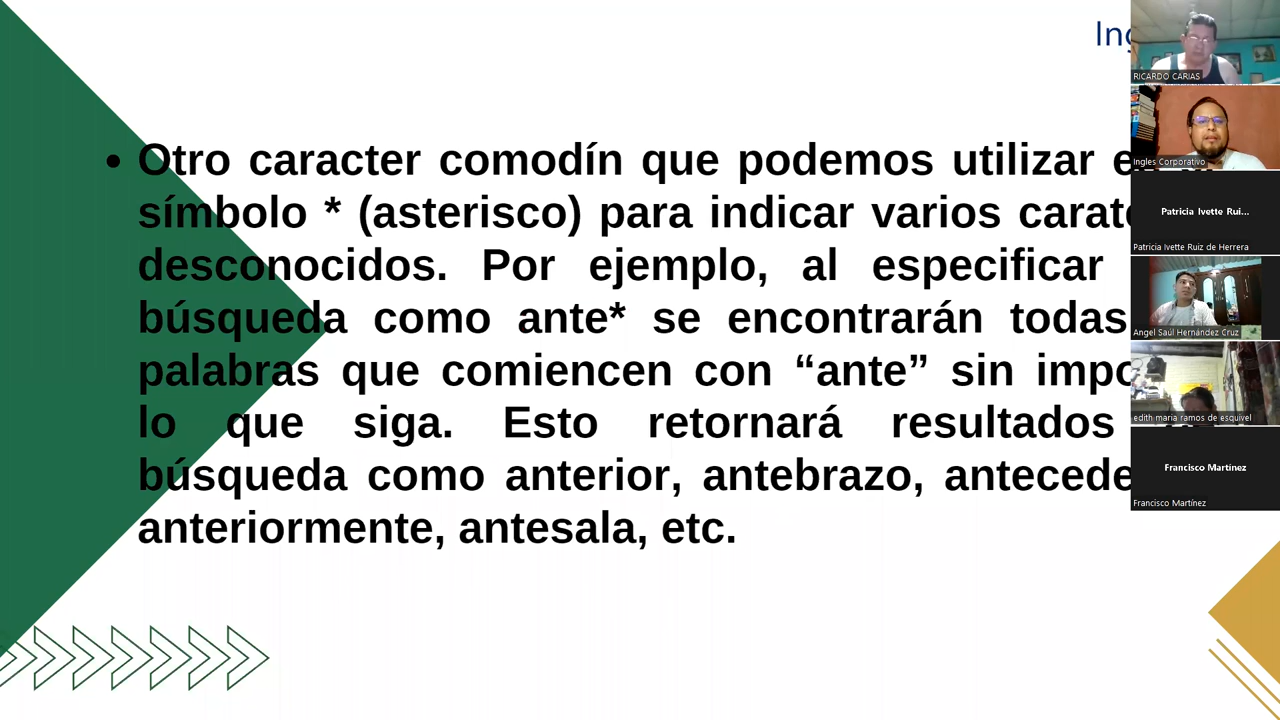 • Otro caracter comodín que podemos utilizar
símbolo * (asterisco) para indicar varios
desconocidos. Por ejemplo, al especificar
búsqueda como ante* se encontrarán todas
palabras que comiencen con “ante” sin
lo que siga. Esto retornará resultados
búsqueda como anterior, antebrazo,
anteriormente, antesala, etc.
RICARDO CARIAS
Ingles Corporativo
Patricia Ivette Rui...
Patricia Ivette Ruiz de Herrera
Angel Saúl Hernández Cruz
edith maria ramos de esquivel
Francisco Martínez
Francisco Martínez